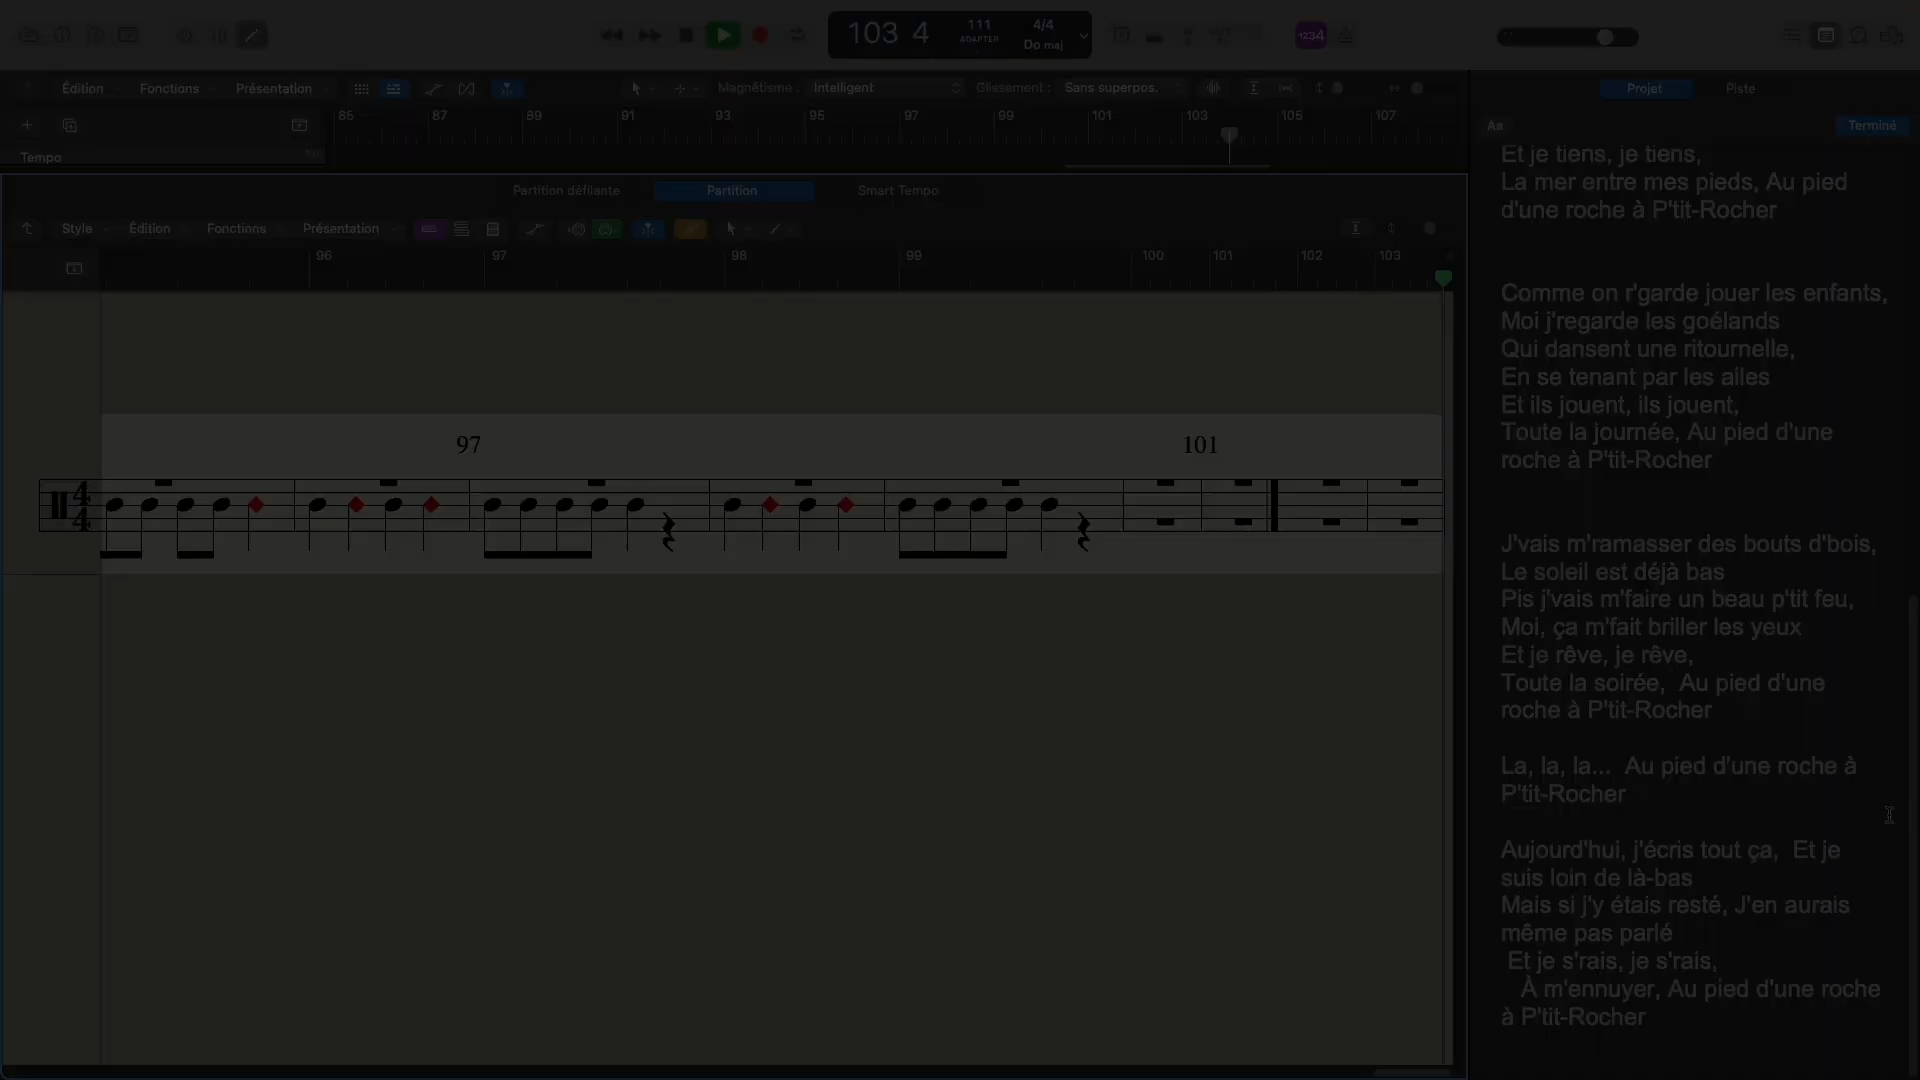 103 4
111
ADAPTER
4/4
Do maj
1234
Édition
Fonctions
Présentation
Magnétisme :
Intelligent
Glissement :
Sans superpos.
Projet
Piste
85 87 89 91 93 95 97 99 101 103 105 107
Aa
Terminé
Tempo
Partition défilante
Partition
Smart Tempo
Style
Édition
Fonctions
Présentation
96 97 98 99 100 101 102 103
97
101
4
4
Et je tiens, je tiens,
La mer entre mes pieds, Au pied
d'une roche à P'tit-Rocher
Comme on r'garde jouer les enfants,
Moi j'regarde les goélands
Qui dansent une ritournelle,
En se tenant par les ailes
Et ils jouent, ils jouent,
Toute la journée, Au pied d'une
roche à P'tit-Rocher
J'vais m'ramasser des bouts d'bois,
Le soleil est déjà bas
Pis j'vais m'faire un beau p'tit feu,
Moi, ça m'fait briller les yeux
Et je rêve, je rêve,
Toute la soirée, Au pied d'une
roche à P'tit-Rocher
La, la, la... Au pied d'une roche à
P'tit-Rocher
Aujourd'hui, j'écris tout ça, Et je
suis loin de là-bas
Mais si j'y étais resté, J'en aurais
même pas parlé
Et je s'rais, je s'rais,
À m'ennuyer, Au pied d'une roche
à P'tit-Rocher